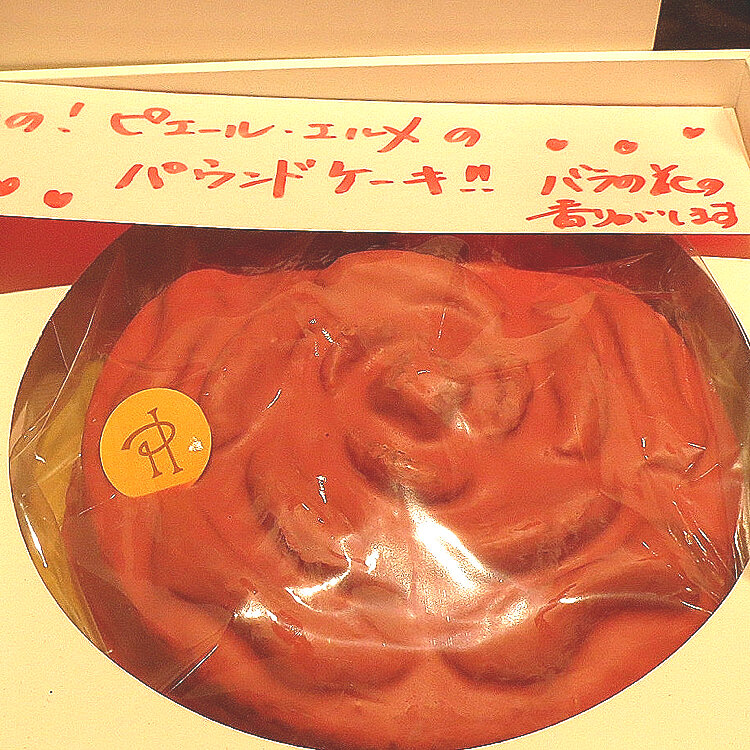 の！ピエール・エルメの
パウンドケーキ!!
バラの花の
香りがします
PH